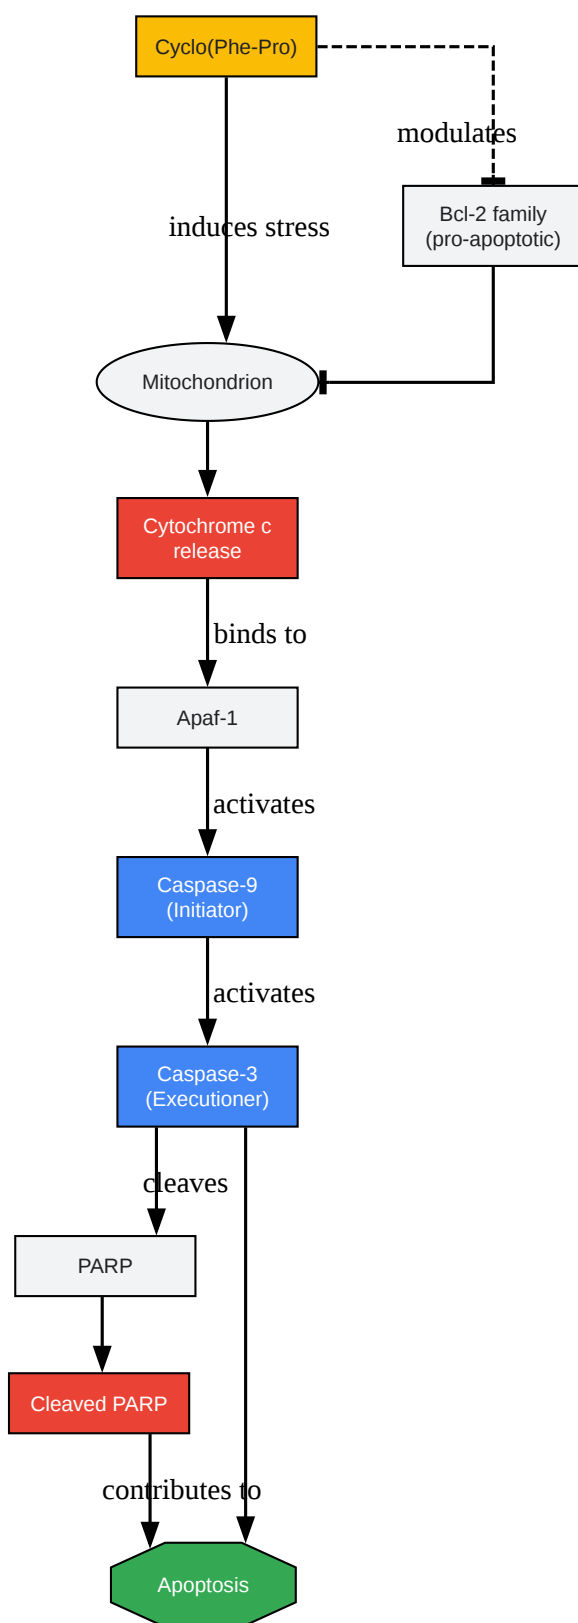 Cyclo(Phe-Pro)
modulates
Bcl-2 family
(pro-apoptotic)
induces stress
Mitochondrion
Cytochrome c
release
binds to
Apaf-1
activates
Caspase-9
(Initiator)
activates
Caspase-3
(Executioner)
cleaves
PARP
Cleaved PARP
contributes to
Apoptosis